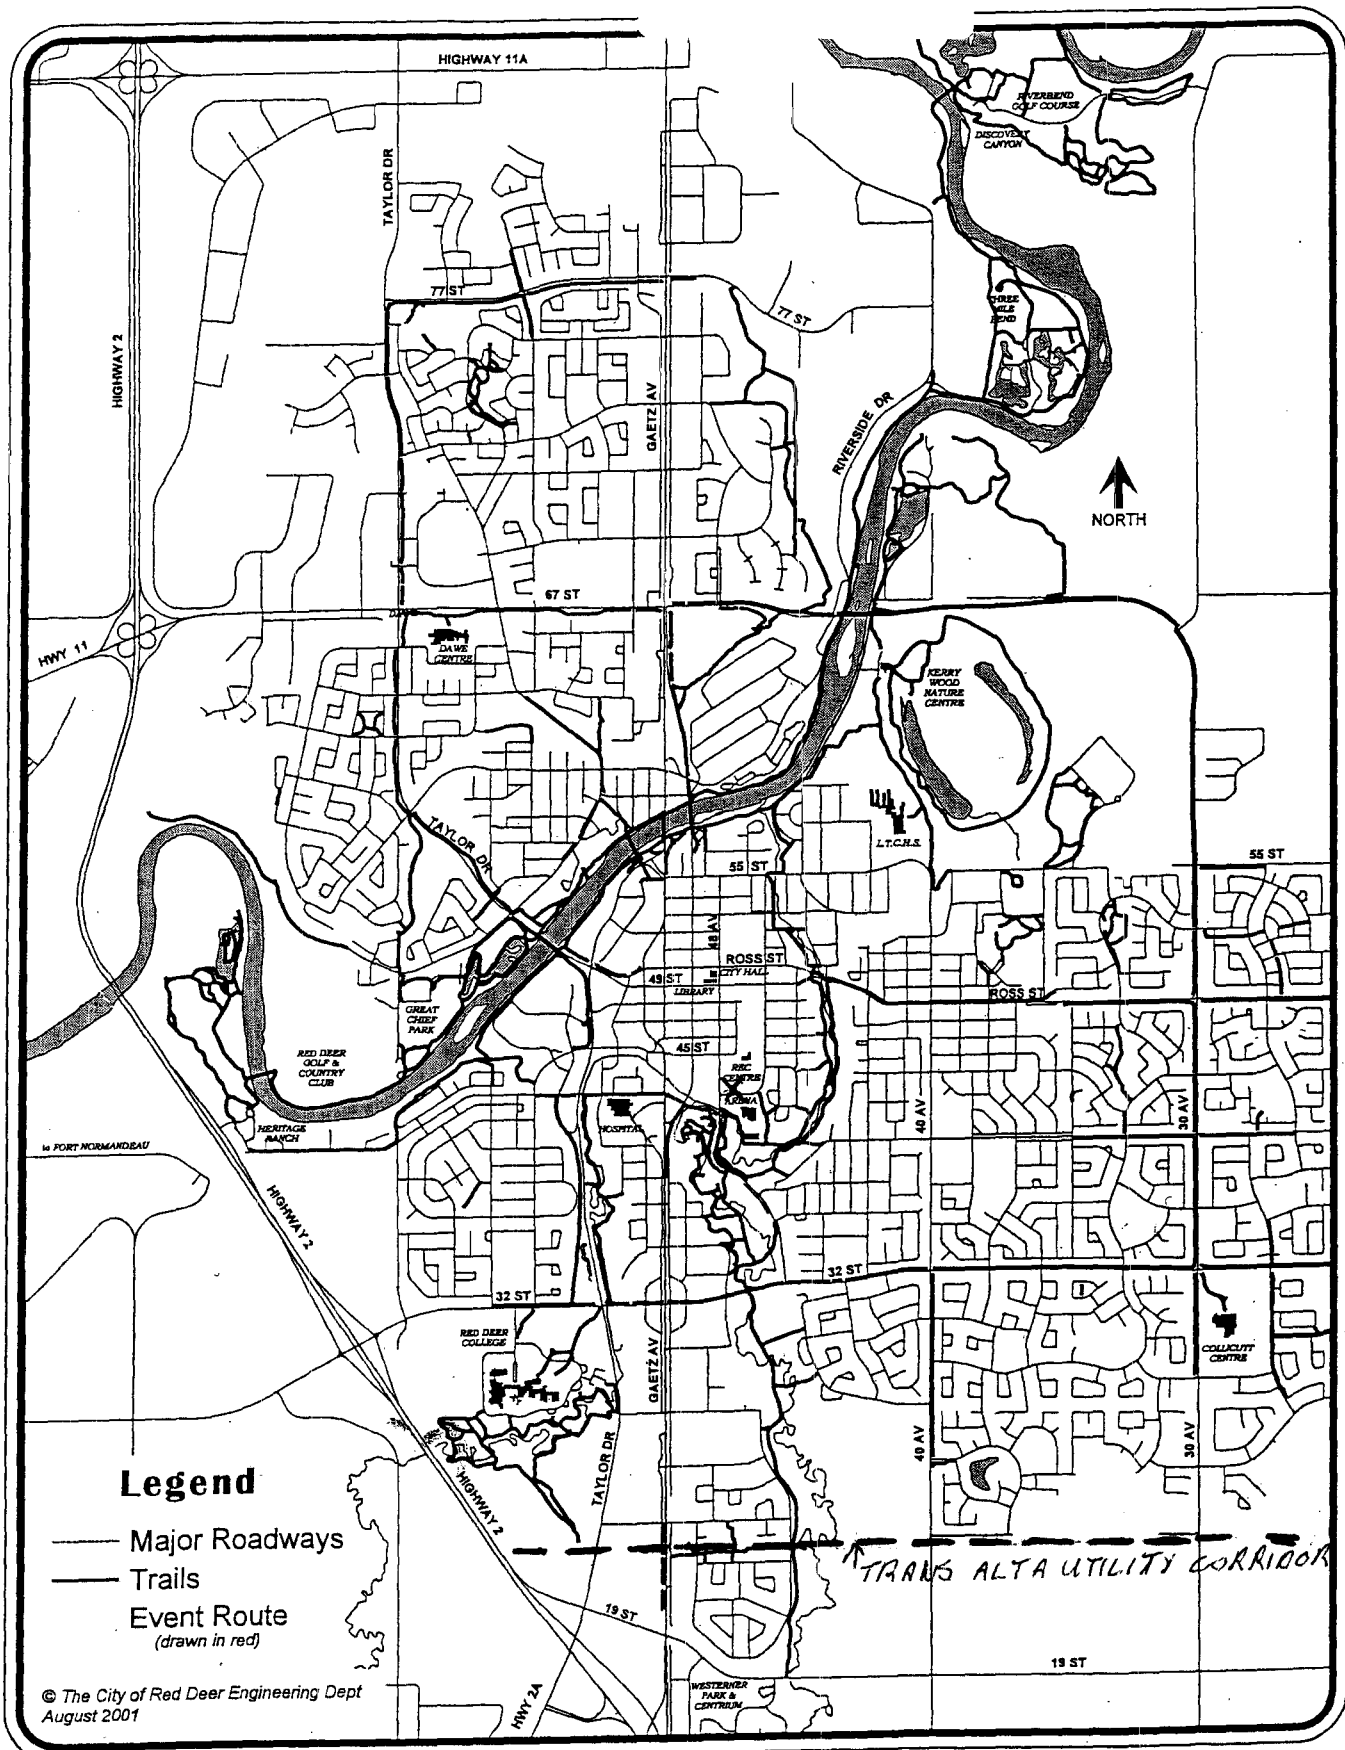 HIGHWAY 11A
RIVERBEND
GOLF COURSE
DISCOVERY
CANYON
TAYLOR DR
77 ST
THREE
MILE
BEND
77 ST
HIGHWAY 2
GAETZ AV
RIVERSIDE DR
NORTH
67 ST
HWY 11
DAWE
CENTRE
KERRY
WOOD
NATURE
CENTRE
TAYLOR DR
L.T.C.H.S.
55 ST
55 ST
48 AV
ROSS ST
CITY HALL
49 ST
LIBRARY
ROSS ST
GREAT
CHIEF
PARK
45 ST
RED DEER
GOLF &
COUNTRY
CLUB
REC
CENTRE
ARENA
HOSPITAL
40 AV
30 AV
HERITAGE
RANCH
to FORT NORMANDEAU
HIGHWAY 2
32 ST
32 ST
RED DEER
COLLEGE
GAETZ AV
COLLICUTT
CENTRE
40 AV
30 AV
TAYLOR DR
HIGHWAY 2
Legend
Major Roadways
Trails
Event Route
(drawn in red)
TRANS ALTA UTILITY CORRIDOR
19 ST
19 ST
HWY 2A
WESTERNER
PARK &
CENTRIUM
© The City of Red Deer Engineering Dept
August 2001